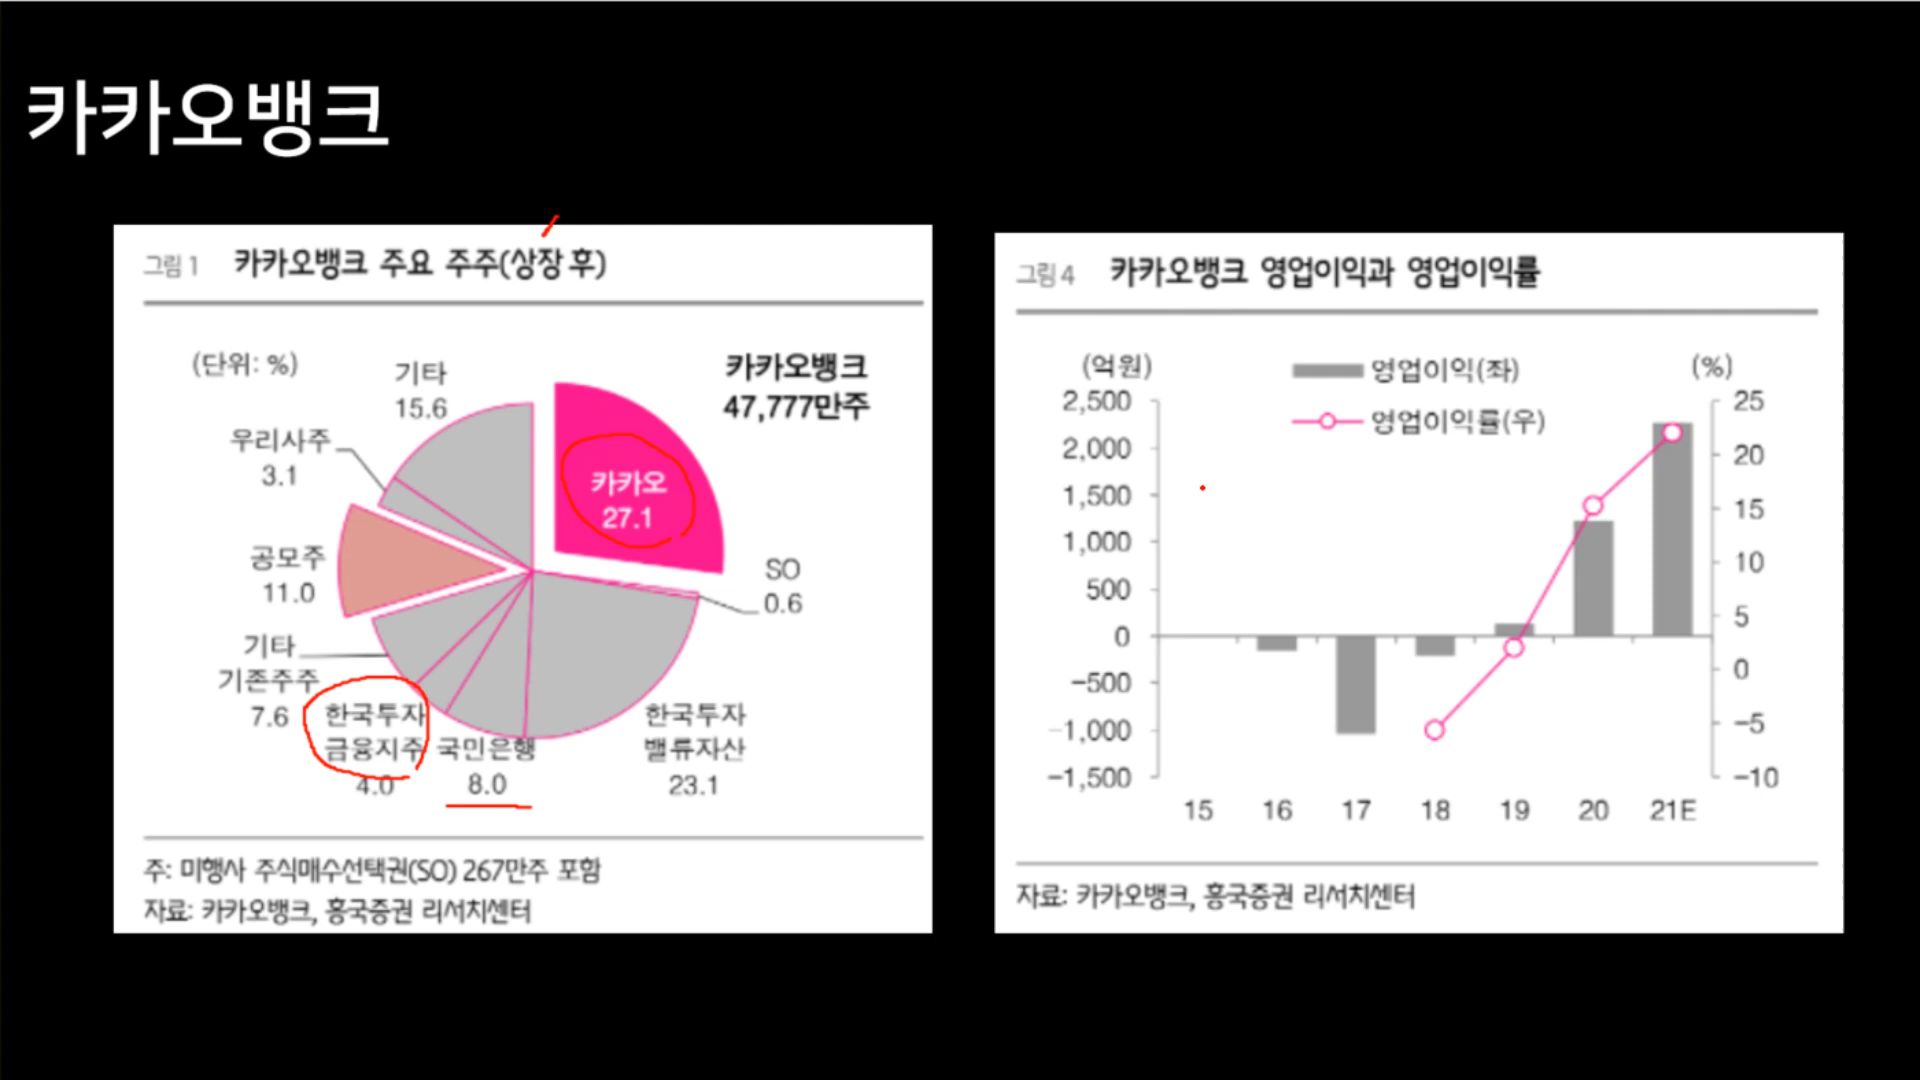 카카오뱅크
그림 1 카카오뱅크 주요 주주(상장 후)
(단위: %)
카카오뱅크
47,777만주
기타
15.6
우리사주
3.1
카카오
27.1
공모주
11.0
SO
0.6
기타
기존주주
7.6
한국투자
금융지주
4.0
국민은행
8.0
한국투자
밸류자산
23.1
주: 미행사 주식매수선택권(SO) 267만주 포함
자료: 카카오뱅크, 흥국증권 리서치센터
그림 4 카카오뱅크 영업이익과 영업이익률
(억원)
영업이익(좌)
영업이익률(우)
(%)
2,500
2,000
1,500
1,000
500
0
-500
-1,000
-1,500
25
20
15
10
5
0
-5
-10
15 16 17 18 19 20 21E
자료: 카카오뱅크, 흥국증권 리서치센터